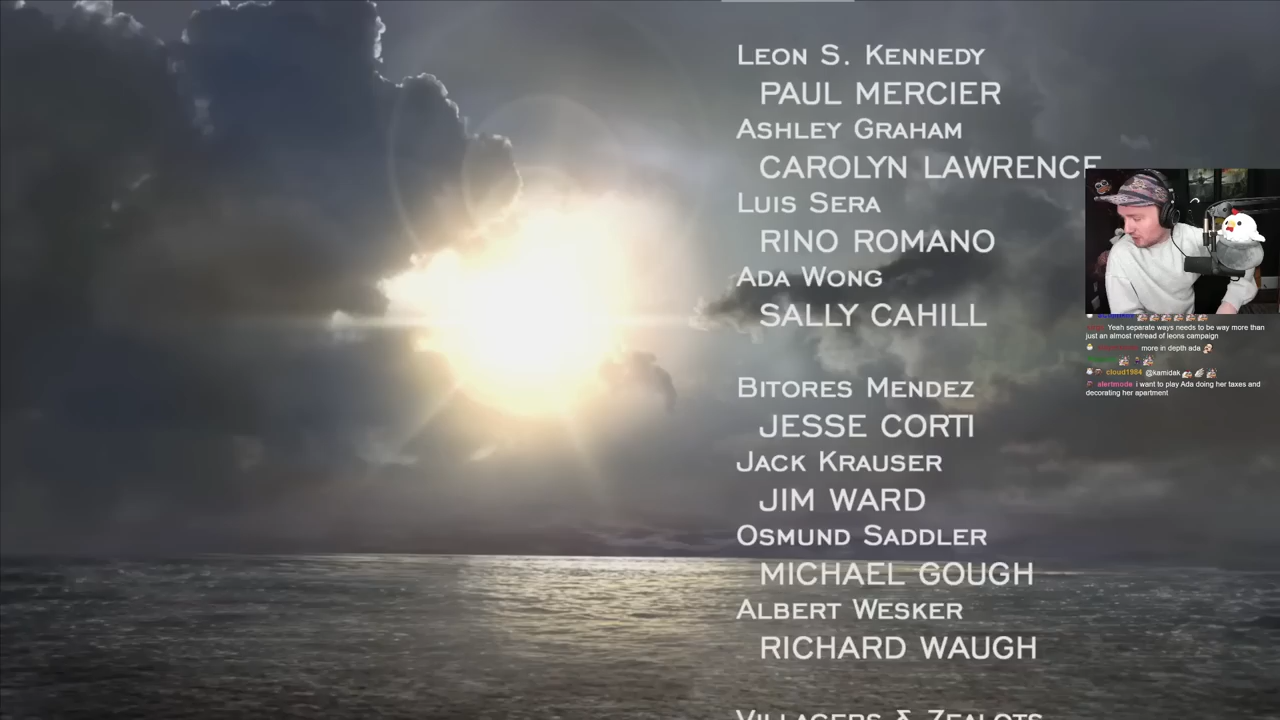 Leon S. Kennedy
PAUL MERCIER
Ashley Graham
CAROLYN LAWRENCE
Luis Sera
RINO ROMANO
Ada Wong
SALLY CAHILL
Bitores Mendez
JESSE CORTI
Jack Krauser
JIM WARD
Osmund Saddler
MICHAEL GOUGH
Albert Wesker
RICHARD WAUGH
Villagers & Zealots
Yeah separate ways needs to be way more than
just an almost retread of leons campaign
more in depth ada
cloud1984 @kamidak
alertmode i want to play Ada doing her taxes and
decorating her apartment